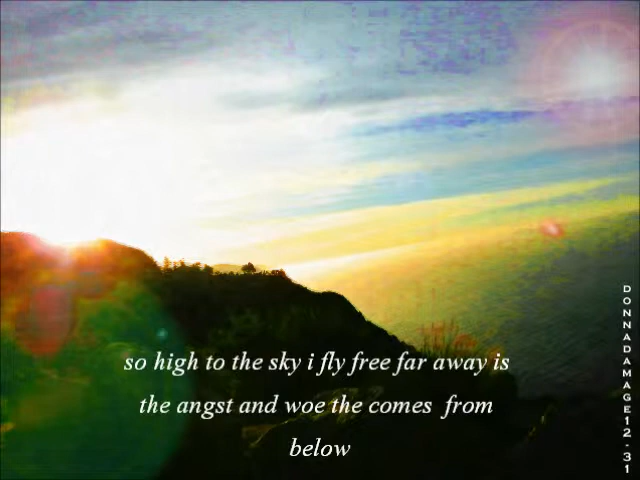 so high to the sky i fly free far away is
the angst and woe the comes from
below
DONNADAMAGE12.31